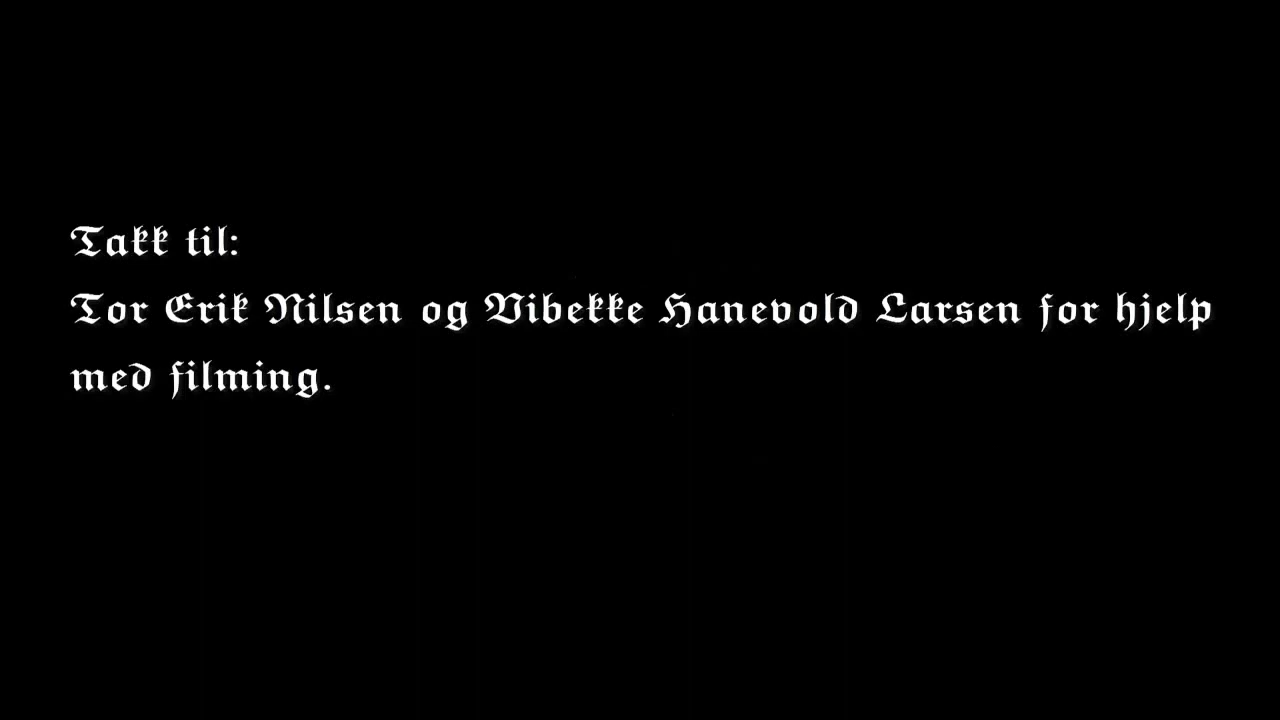 Takk til:
Tor Erik Nilsen og Vibekke Hanevold Larsen for hjelp
med filming.